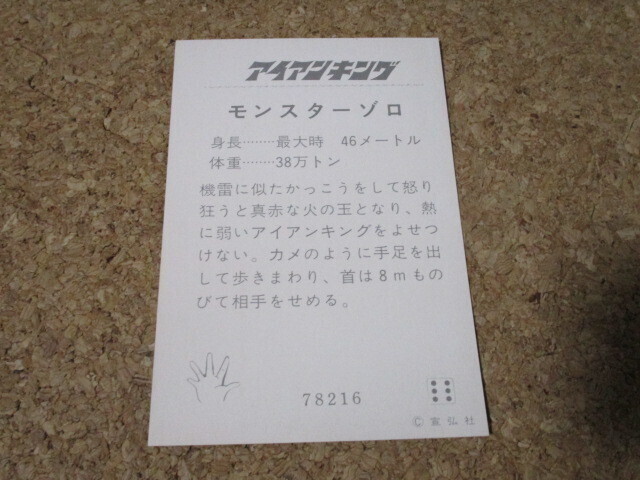 アイアンキング
モンスターゾロ
身長……‥最大時 46メートル
体重……‥38万トン
機雷に似たかっこうをして怒り
狂うと真赤な火の玉となり、熱
に弱いアイアンキングをよせつ
けない。カメのように手足を出
して歩きまわり、首は8mもの
びて相手をせめる。
78216
©宣弘社